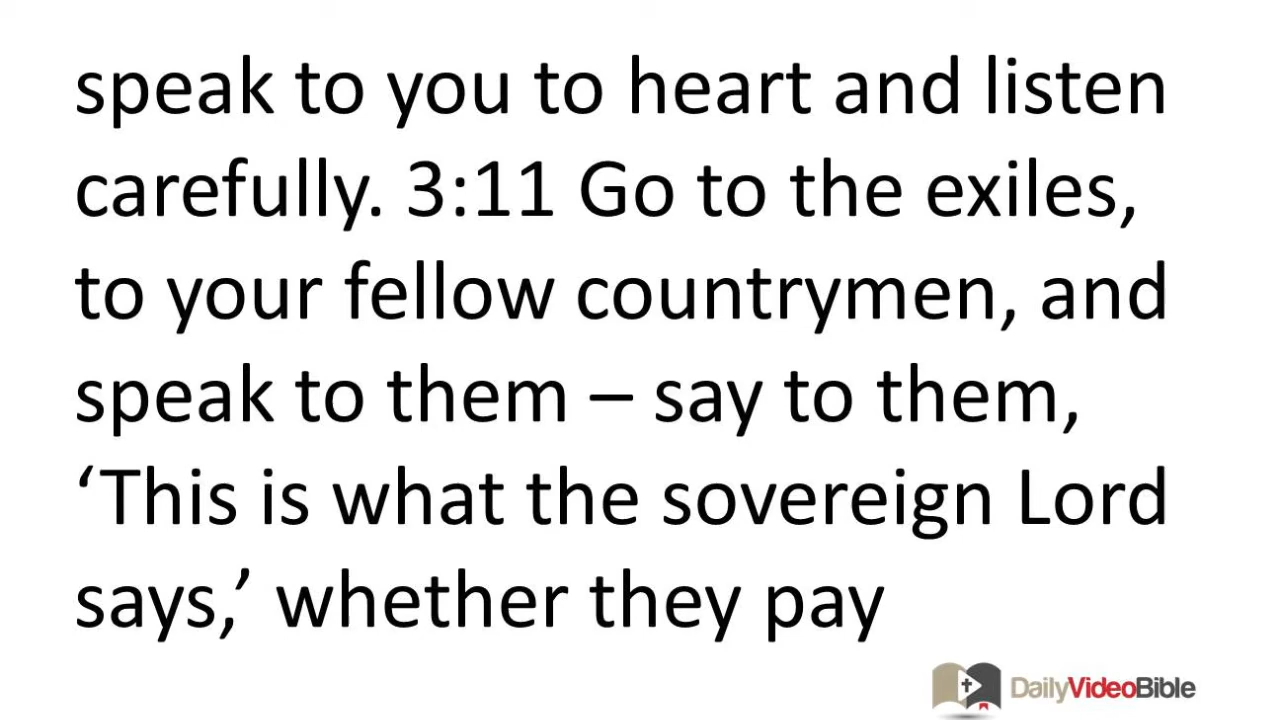 speak to you to heart and listen
carefully. 3:11 Go to the exiles,
to your fellow countrymen, and
speak to them – say to them,
‘This is what the sovereign Lord
says,’ whether they pay
DailyVideoBible